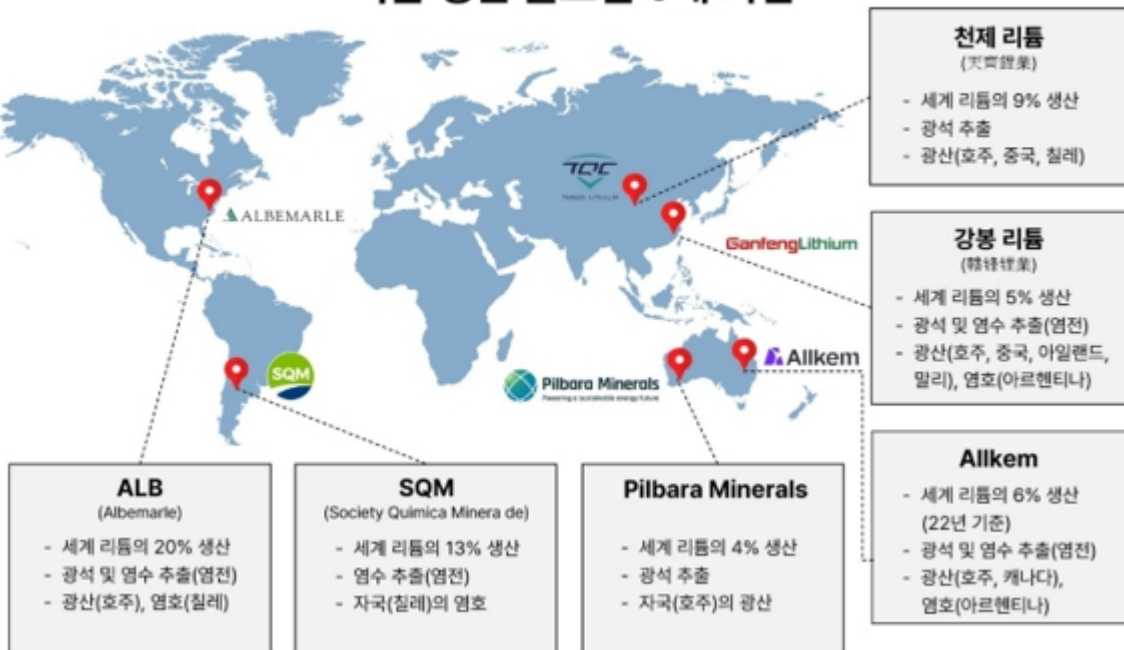 천제 리튬
(天齊鋰業)
- 세계 리튬의 9% 생산
- 광석 추출
- 광산(호주, 중국, 칠레)
강봉 리튬
(贛锋锂業)
- 세계 리튬의 5% 생산
- 광석 및 염수 추출(염전)
- 광산(호주, 중국, 아일랜드,
말리), 염호(아르헨티나)
Allkem
- 세계 리튬의 6% 생산
(22년 기준)
- 광석 및 염수 추출(염전)
- 광산(호주, 캐나다),
염호(아르헨티나)
ALBEMARLE
GanfengLithium
Allkem
SQM
Pilbara Minerals
Powering a sustainable energy future
ALB
(Albemarle)
- 세계 리튬의 20% 생산
- 광석 및 염수 추출(염전)
- 광산(호주), 염호(칠레)
SQM
(Society Quimica Minera de)
- 세계 리튬의 13% 생산
- 염수 추출(염전)
- 자국(칠레)의 염호
Pilbara Minerals
- 세계 리튬의 4% 생산
- 광석 추출
- 자국(호주)의 광산